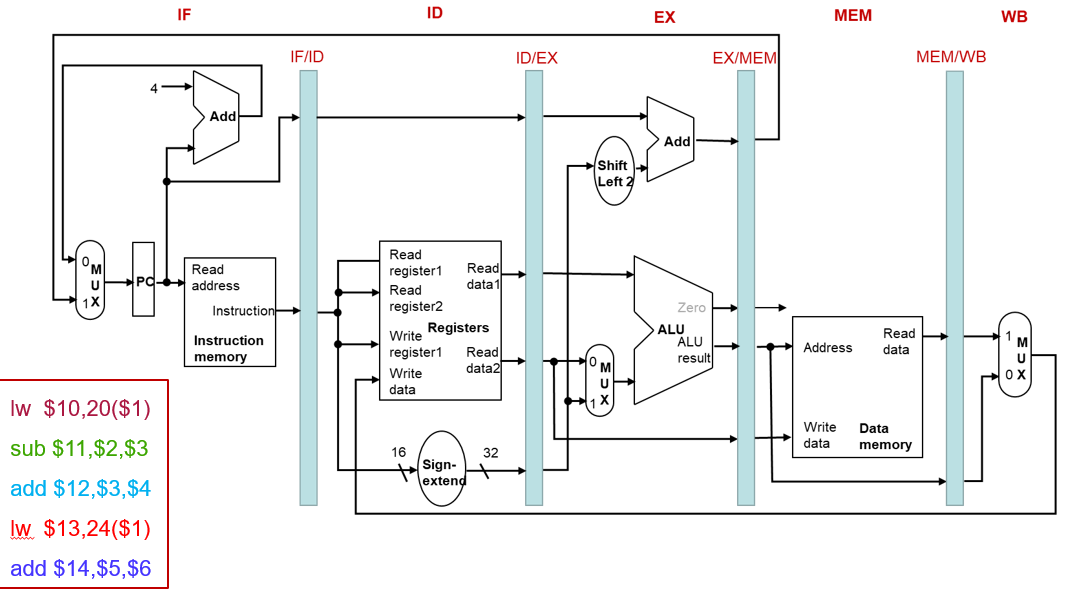 IF
ID
EX
MEM
WB
IF/ID
ID/EX
EX/MEM
MEM/WB
4
Add
Add
Shift
Left 2
0
M
U
1 X
PC
Read
address
Instruction
Instruction
memory
Read
register1
Read
register2
Write
register1
Write
data
Registers
Read
data1
Read
data2
16
Sign-
extend
32
0
M
U
1 X
Zero
ALU
ALU
result
Address
Read
data
Write
data
Data
memory
1
M
U
0 X
lw $10,20($1)
sub $11,$2,$3
add $12,$3,$4
lw $13,24($1)
add $14,$5,$6